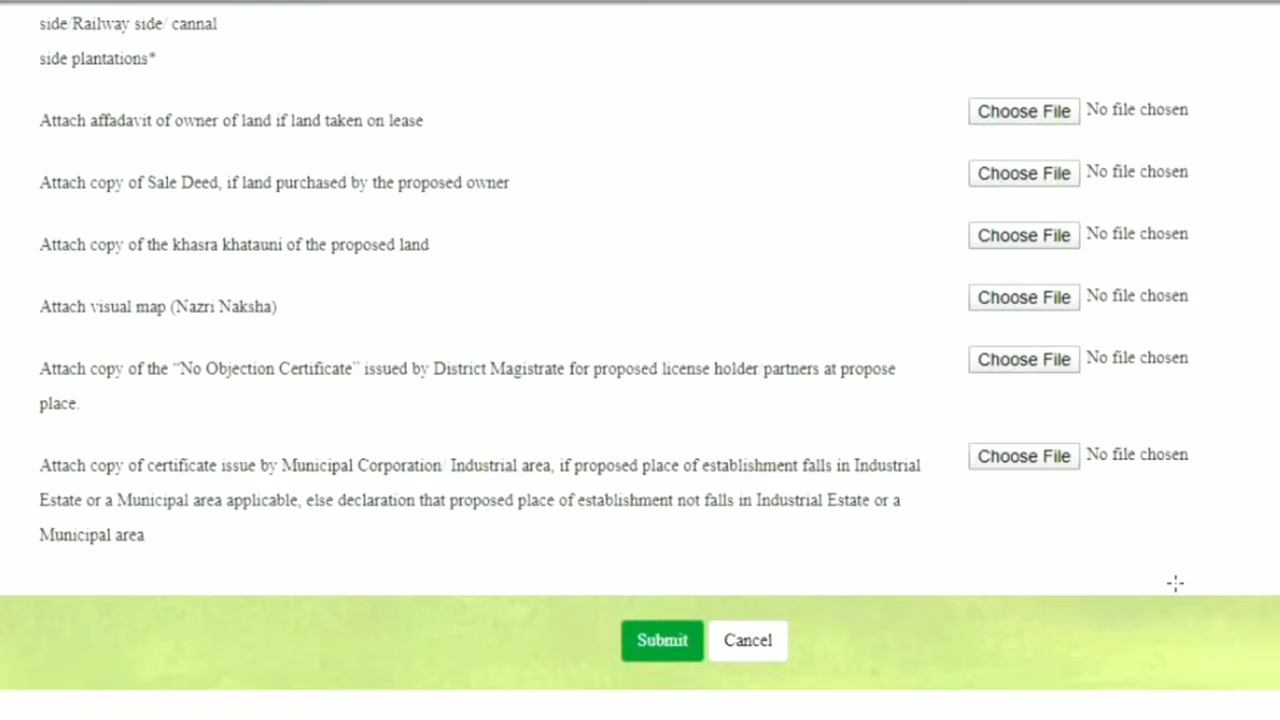 side/Railway side/ cannal
side plantations*
Attach affadavit of owner of land if land taken on lease
Choose File No file chosen
Attach copy of Sale Deed, if land purchased by the proposed owner
Choose File No file chosen
Attach copy of the khasra khatauni of the proposed land
Choose File No file chosen
Attach visual map (Nazri Naksha)
Choose File No file chosen
Attach copy of the “No Objection Certificate” issued by District Magistrate for proposed license holder/partners at propose
place.
Choose File No file chosen
Attach copy of certificate issue by Municipal Corporation/ Industrial area, if proposed place of establishment falls in Industrial
Estate or a Municipal area applicable, else declaration that proposed place of establishment not falls in Industrial Estate or a
Municipal area
Choose File No file chosen
Submit Cancel